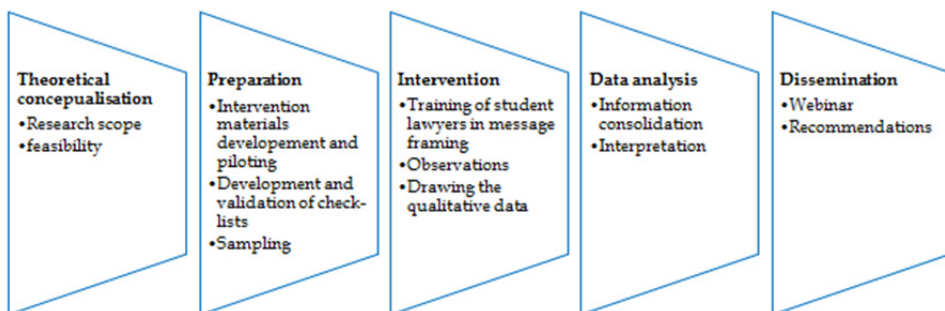 Theoretical
concepualisation
•Research scope
•feasibility
Preparation
•Intervention
materials
developement and
piloting
•Development and
validation of check-
lists
•Sampling
Intervention
•Training of student
lawyers in message
framing
•Observations
•Drawing the
qualitative data
Data analysis
•Information
consolidation
•Interpretation
Dissemination
•Webinar
•Recommendations